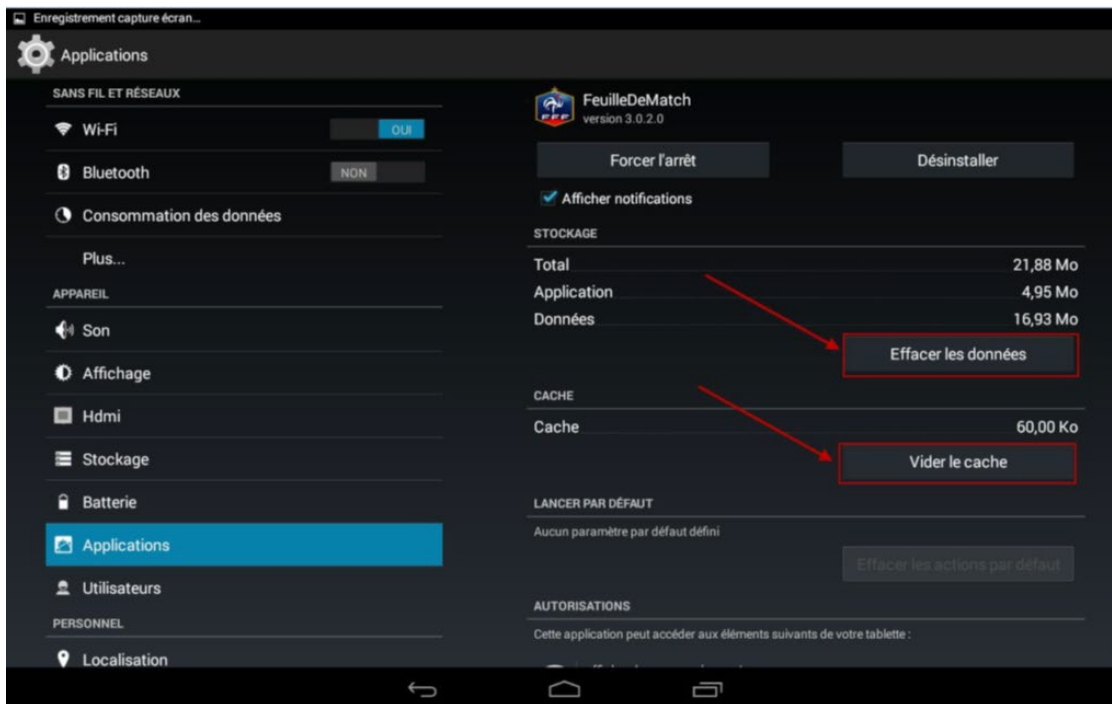 Enregistrement capture écran...
Applications
SANS FIL ET RÉSEAUX
Wi-Fi OUI
Bluetooth NON
Consommation des données
Plus...
APPAREIL
Son
Affichage
Hdmi
Stockage
Batterie
Applications
Utilisateurs
PERSONNEL
Localisation
FeuilleDeMatch
version 3.0.2.0
Forcer l'arrêt Désinstaller
Afficher notifications
STOCKAGE
Total 21,88 Mo
Application 4,95 Mo
Données 16,93 Mo
Effacer les données
CACHE
Cache 60,00 Ko
Vider le cache
LANCER PAR DÉFAUT
Aucun paramètre par défaut défini
Effacer les actions par défaut
AUTORISATIONS
Cette application peut accéder aux éléments suivants de votre tablette :